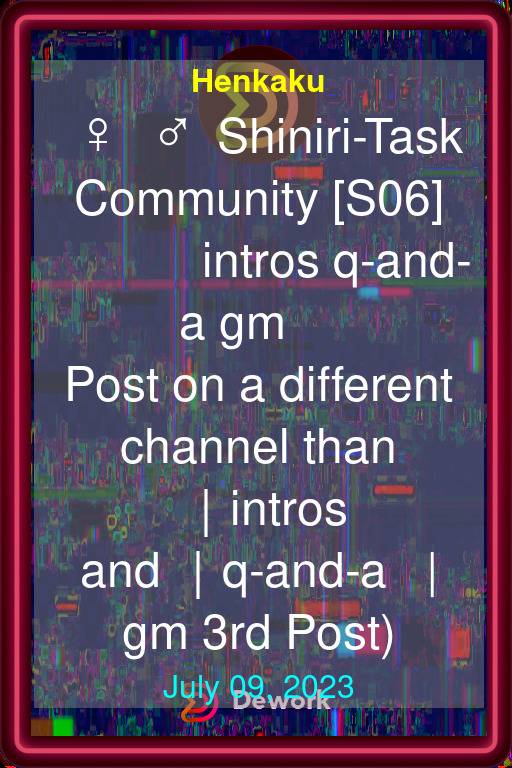 Henkaku
♀ ♂ Shiniri-Task
Community [S06]
intros q-and-
a gm
Post on a different
channel than
| intros
and | q-and-a |
gm 3rd Post)
July 09, 2023
Dework